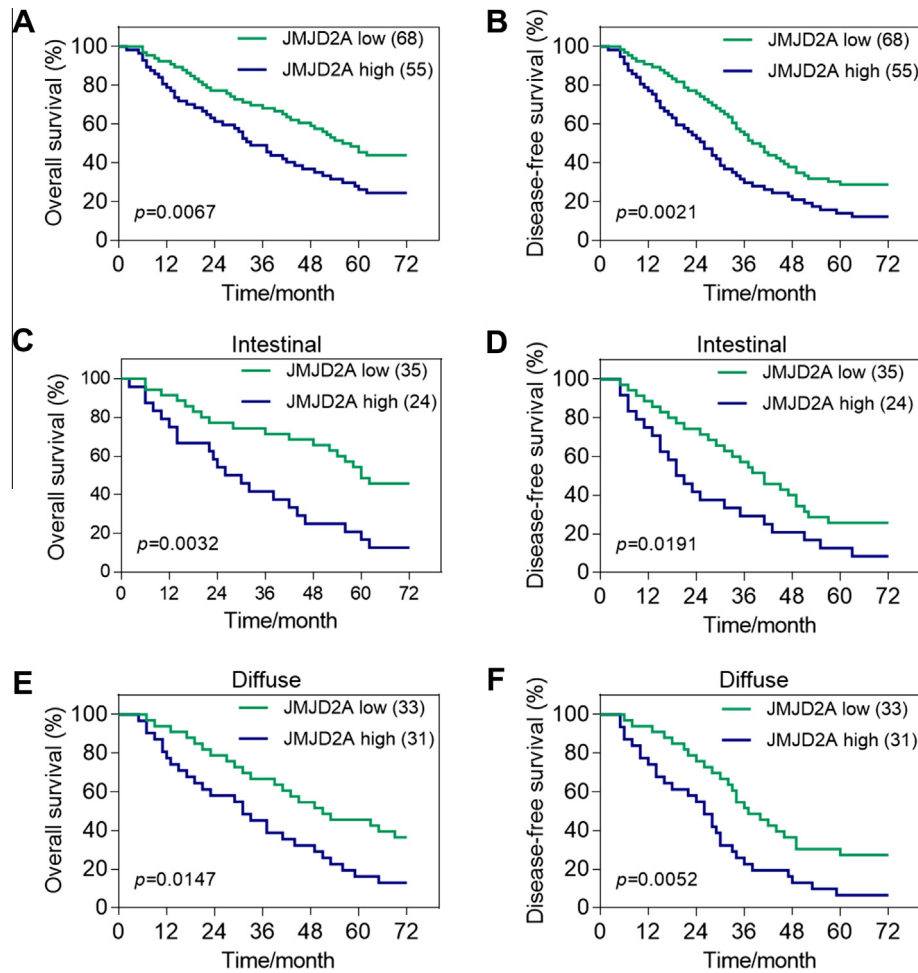 A
Overall survival (%)
100
80
60
40
20
0
JMJD2A low (68)
JMJD2A high (55)
p=0.0067
0 12 24 36 48 60 72
Time/month
B
Disease-free survival (%)
100
80
60
40
20
0
JMJD2A low (68)
JMJD2A high (55)
p=0.0021
0 12 24 36 48 60 72
Time/month
C
Intestinal
Overall survival (%)
100
80
60
40
20
0
JMJD2A low (35)
JMJD2A high (24)
p=0.0032
0 12 24 36 48 60 72
Time/month
D
Intestinal
Disease-free survival (%)
100
80
60
40
20
0
JMJD2A low (35)
JMJD2A high (24)
p=0.0191
0 12 24 36 48 60 72
Time/month
E
Diffuse
Overall survival (%)
100
80
60
40
20
0
JMJD2A low (33)
JMJD2A high (31)
p=0.0147
0 12 24 36 48 60 72
Time/month
F
Diffuse
Disease-free survival (%)
100
80
60
40
20
0
JMJD2A low (33)
JMJD2A high (31)
p=0.0052
0 12 24 36 48 60 72
Time/month